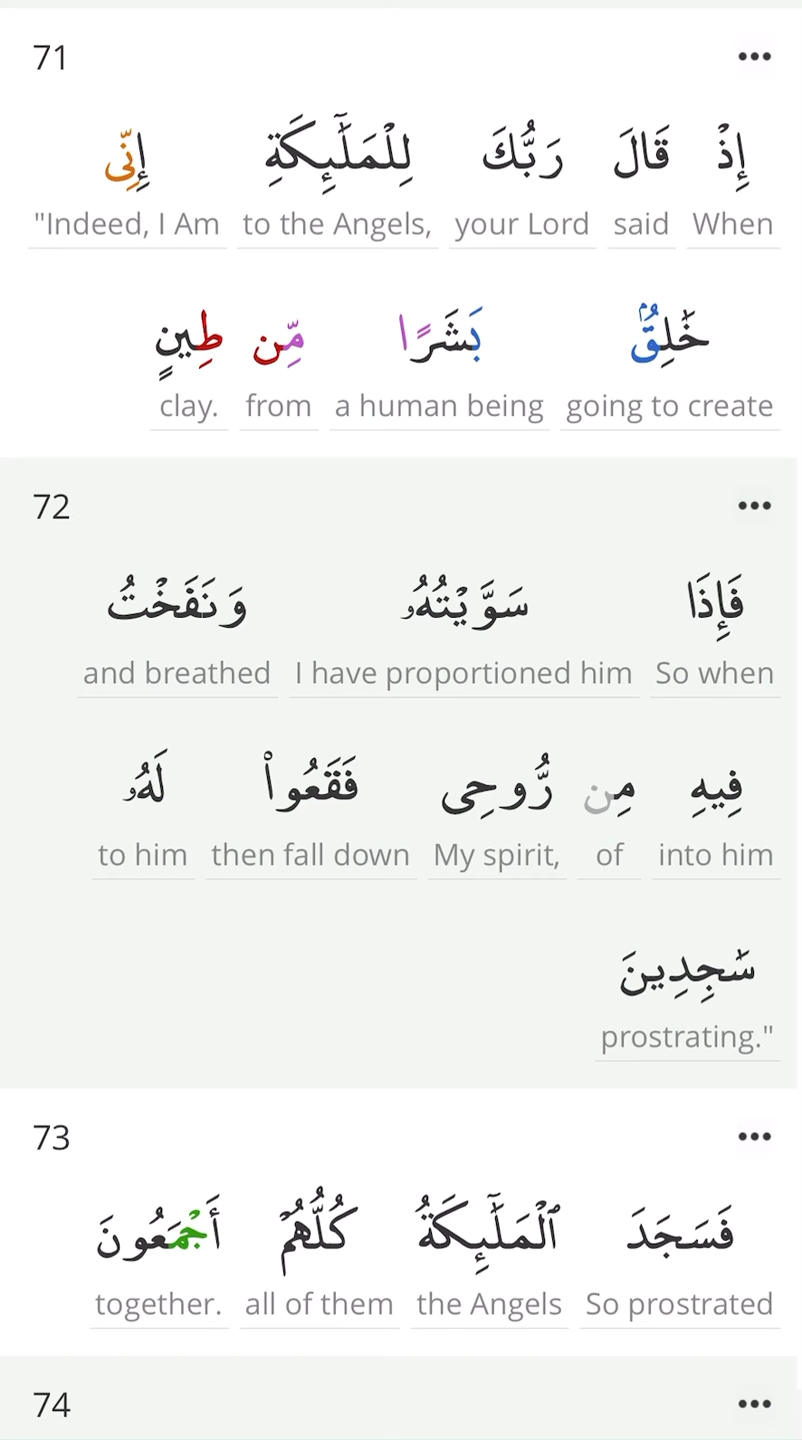 71
إِذْ قَالَ رَبُّكَ لِلْمَلَـٰٓئِكَةِ إِنِّى
When said your Lord to the Angels, "Indeed, I Am
خَـٰلِقٌۢ بَشَرًا مِّن طِينٍ
going to create a human being from clay.
72
فَإِذَا سَوَّيْتُهُۥ وَنَفَخْتُ
So when I have proportioned him and breathed
فِيهِ مِن رُّوحِى فَقَعُوا۟ لَهُۥ
into him of My spirit, then fall down to him
سَـٰجِدِينَ
prostrating."
73
فَسَجَدَ ٱلْمَلَـٰٓئِكَةُ كُلُّهُمْ أَجْمَعُونَ
So prostrated the Angels all of them together.
74